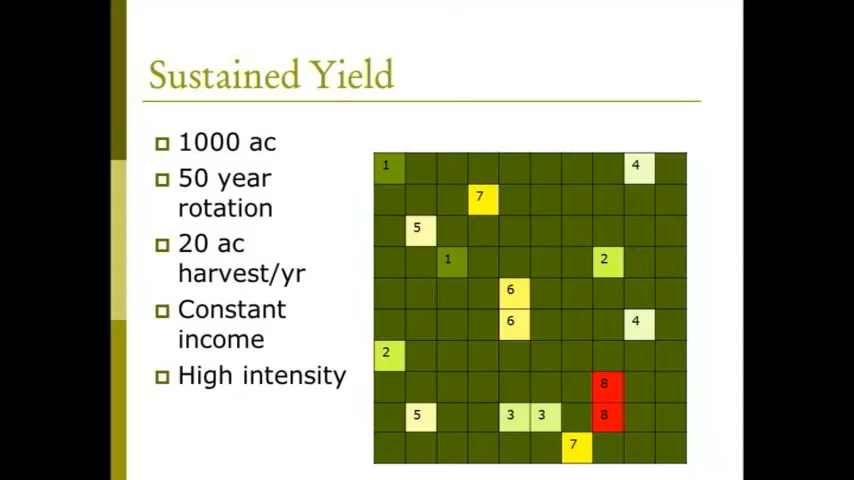 Sustained Yield
1000 ac
50 year
rotation
20 ac
harvest/yr
Constant
income
High intensity
1 4
7
5
1 2
6
6 4
2
8
5 3 3 8
7